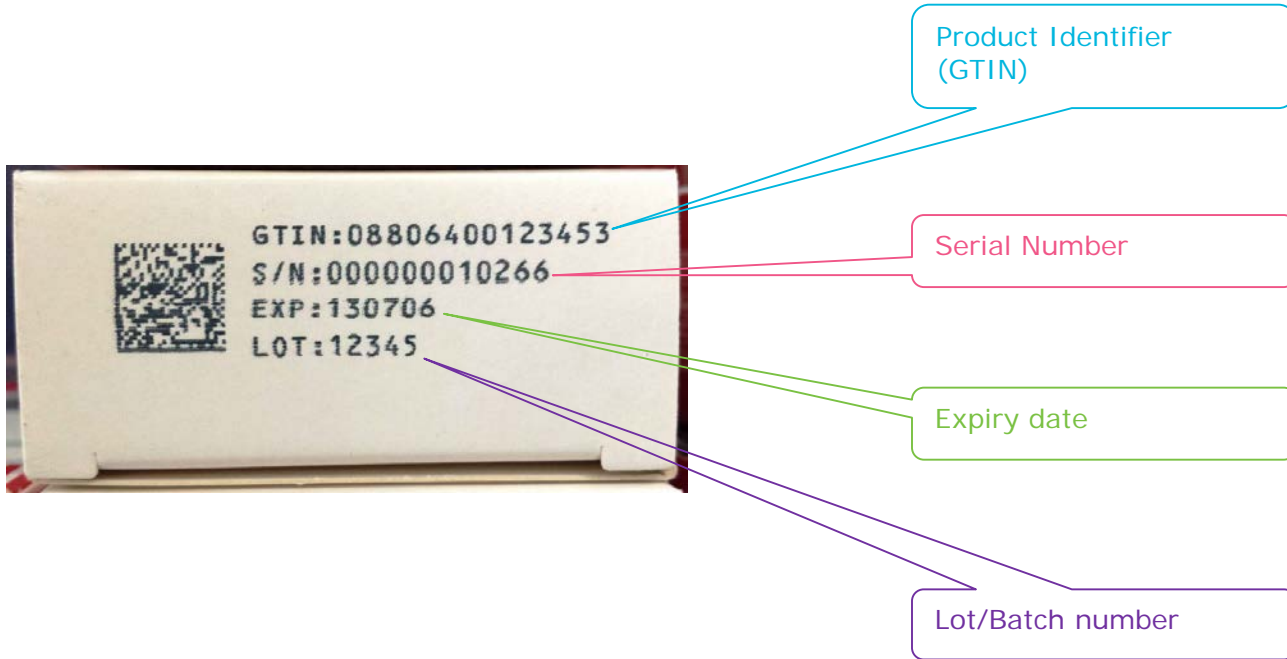 Product Identifier
(GTIN)
GTIN:08806400123453
S/N:000000010266
EXP:130706
LOT:12345
Serial Number
Expiry date
Lot/Batch number